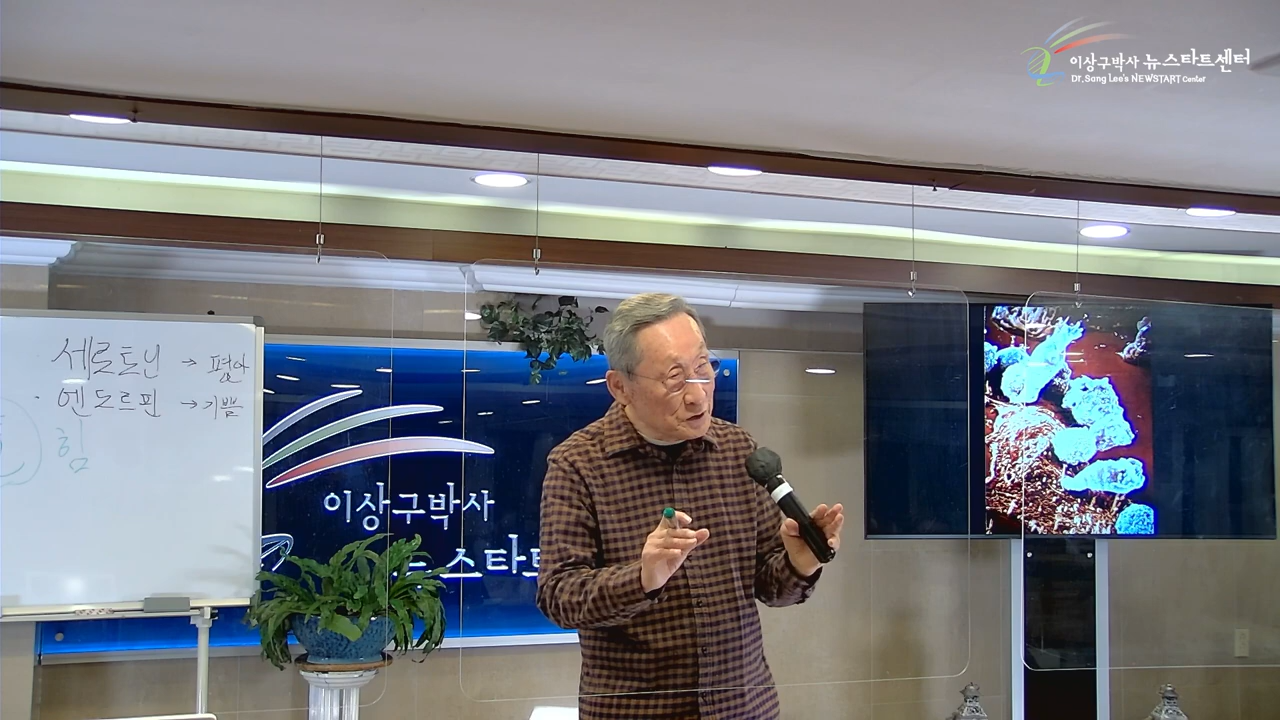 이상구박사 뉴스타트센터
Dr. Sang Lee's NEWSTART Center
세로토닌 → 평안
엔도르핀 → 기쁨
힘
이상구박사
뉴스타트